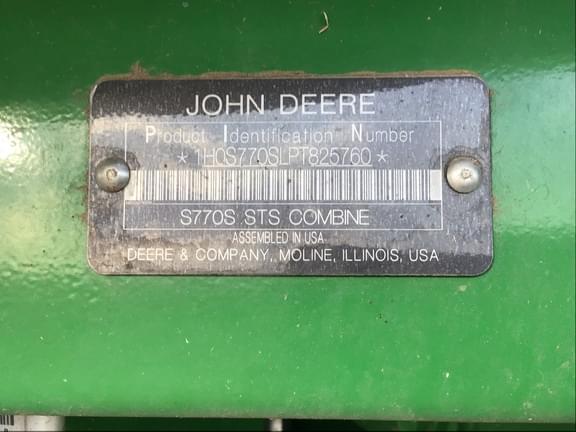 JOHN DEERE
Product Identification Number
*1H0S770SLPT825760*
S770S STS COMBINE
ASSEMBLED IN USA
DEERE & COMPANY, MOLINE, ILLINOIS, USA